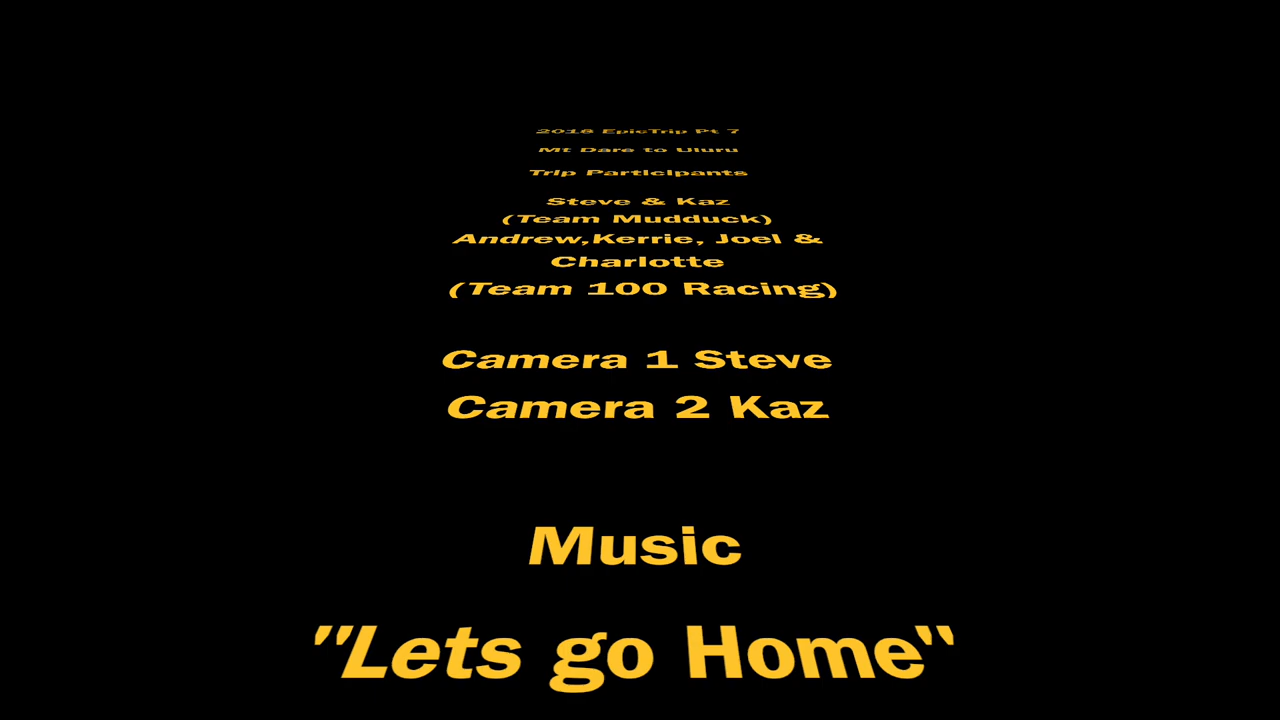 2018 EpicTrip Pt 7
Mt Dare to Uluru
Trip Participants
Steve & Kaz
(Team Mudduck)
Andrew,Kerrie, Joel &
Charlotte
(Team 100 Racing)
Camera 1 Steve
Camera 2 Kaz
Music
"Lets go Home"